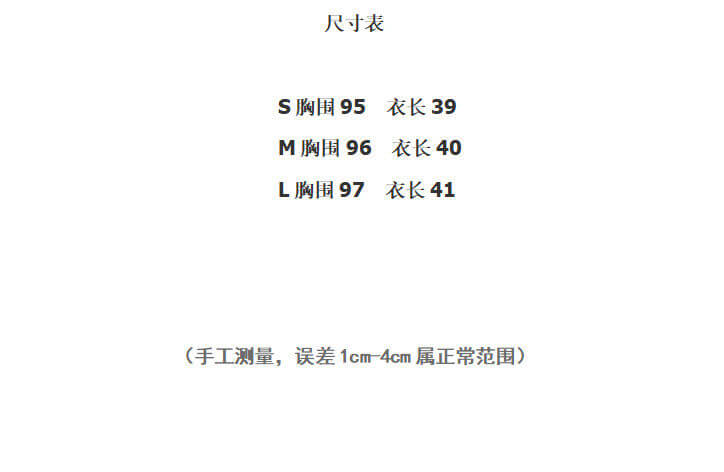 尺寸表
S 胸围 95 衣长 39
M 胸围 96 衣长 40
L 胸围 97 衣长 41
（手工测量，误差 1cm-4cm 属正常范围）